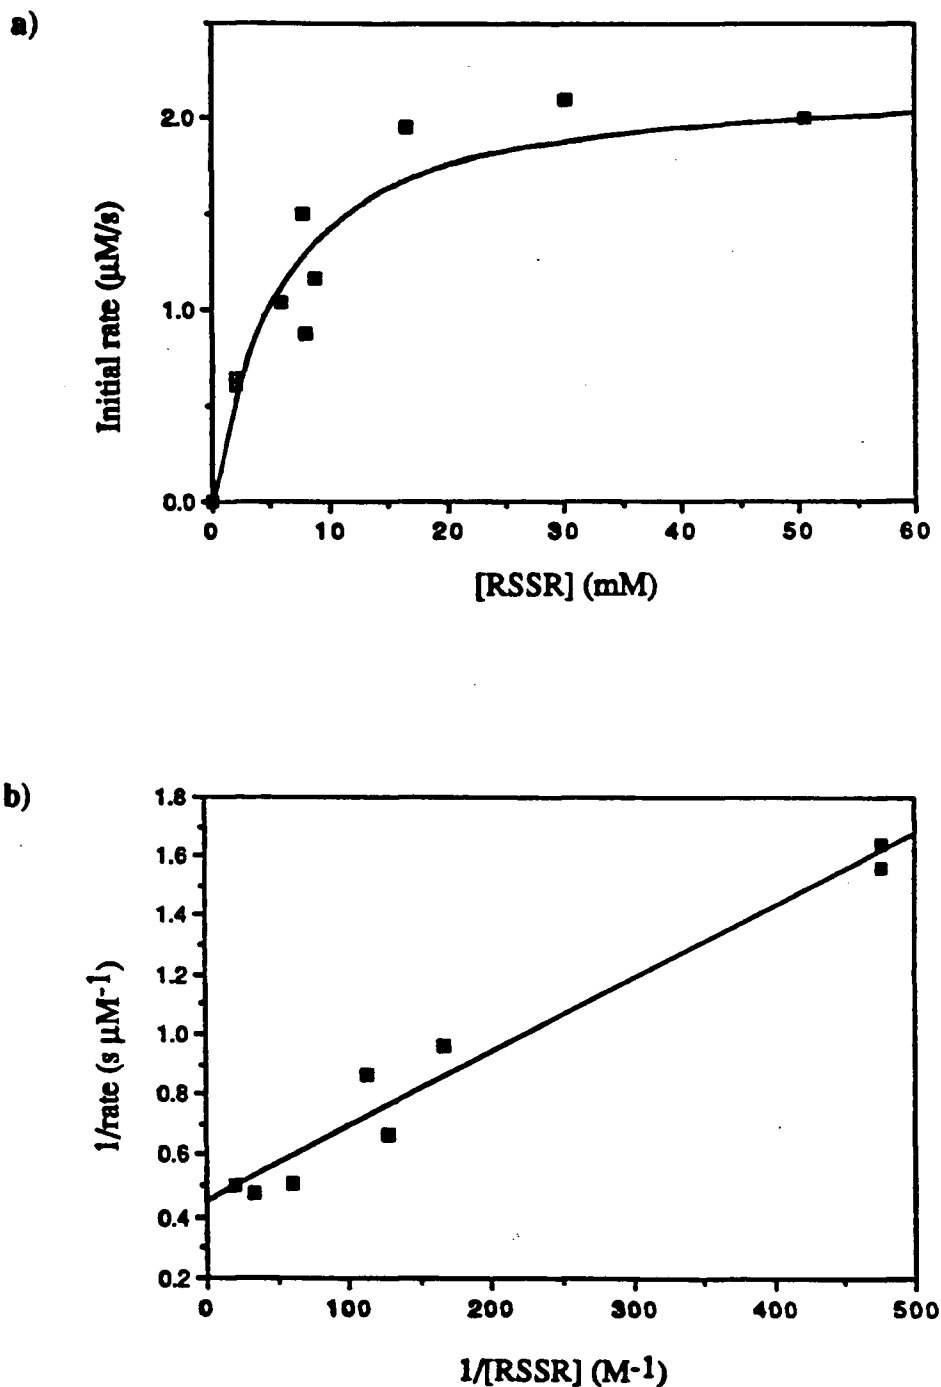 a)
2.0
1.0
0.0
Initial rate (μM/s)
0 10 20 30 40 50 60
[RSSR] (mM)
b)
1.8
1.6
1.4
1.2
1.0
0.8
0.6
0.4
0.2
1/rate (s μM-1)
0 100 200 300 400 500
1/[RSSR] (M-1)